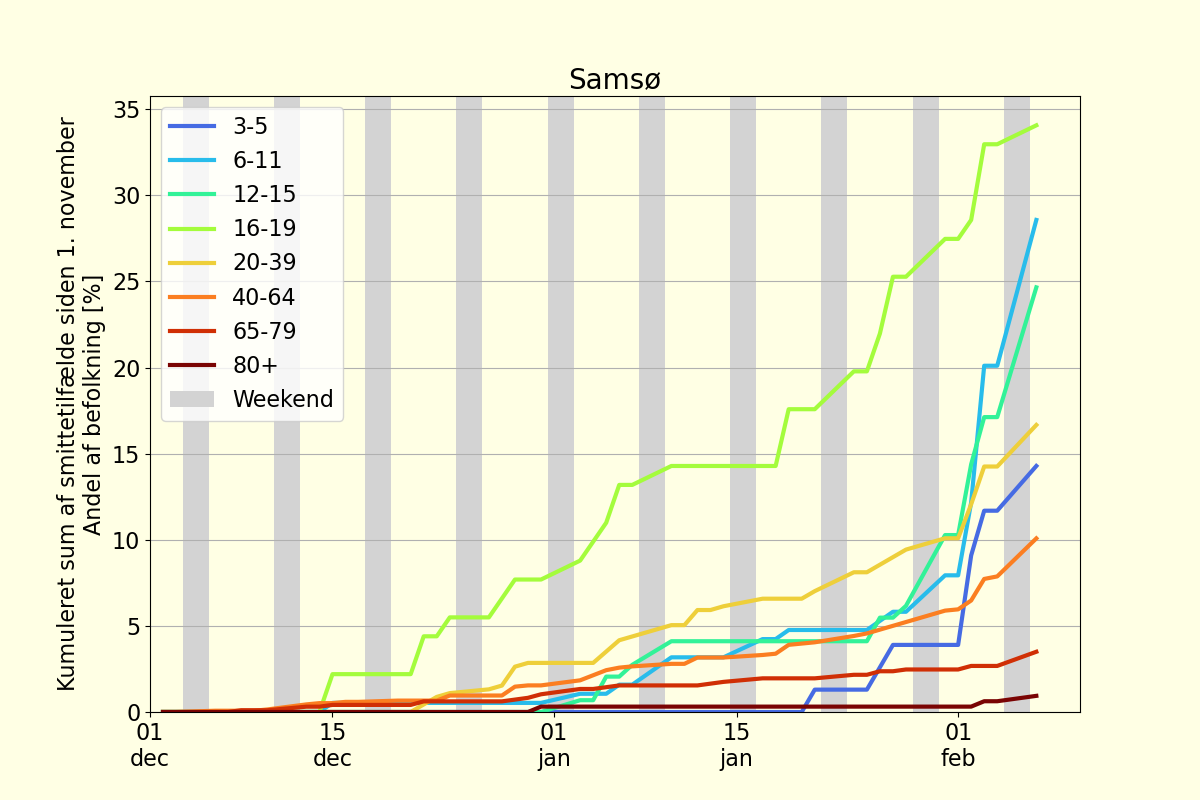 Samsø
Kumuleret sum af smittetilfælde siden 1. november
Andel af befolkning [%]
35
30
25
20
15
10
5
0
3-5
6-11
12-15
16-19
20-39
40-64
65-79
80+
Weekend
01
dec
15
dec
01
jan
15
jan
01
feb